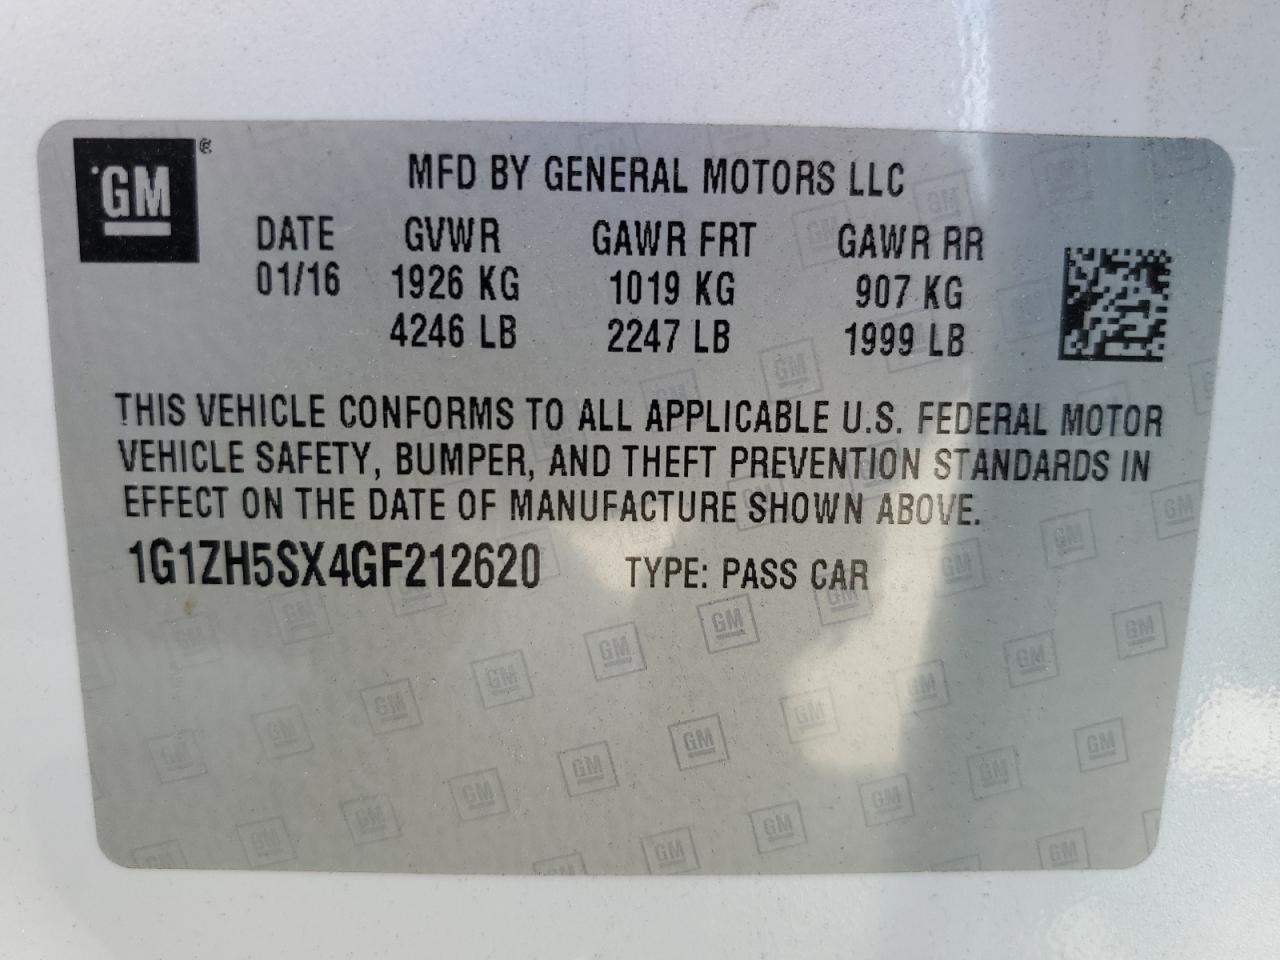 GM®
MFD BY GENERAL MOTORS LLC
DATE GVWR GAWR FRT GAWR RR
01/16 1926 KG 1019 KG 907 KG
4246 LB 2247 LB 1999 LB
THIS VEHICLE CONFORMS TO ALL APPLICABLE U.S. FEDERAL MOTOR
VEHICLE SAFETY, BUMPER, AND THEFT PREVENTION STANDARDS IN
EFFECT ON THE DATE OF MANUFACTURE SHOWN ABOVE.
1G1ZH5SX4GF212620 TYPE: PASS CAR